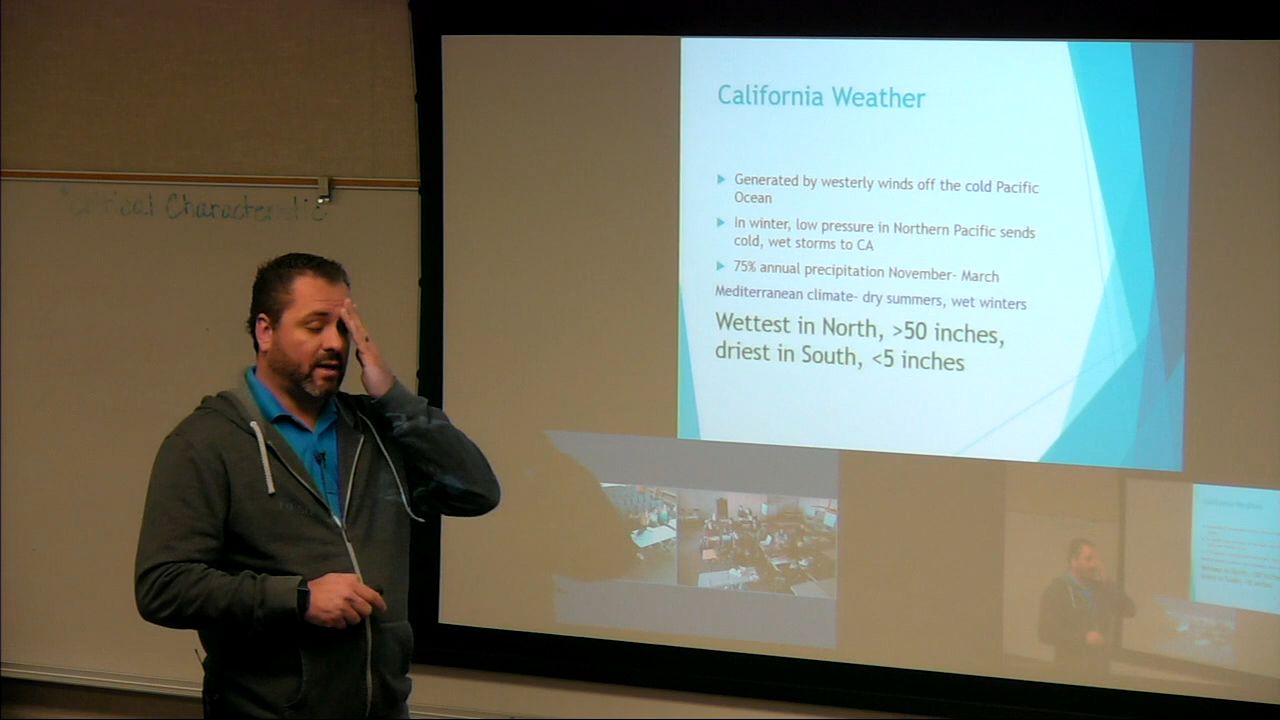 Critical Characteristic
California Weather
Generated by westerly winds off the cold Pacific
Ocean
In winter, low pressure in Northern Pacific sends
cold, wet storms to CA
75% annual precipitation November- March
Mediterranean climate- dry summers, wet winters
Wettest in North, >50 inches,
driest in South, <5 inches